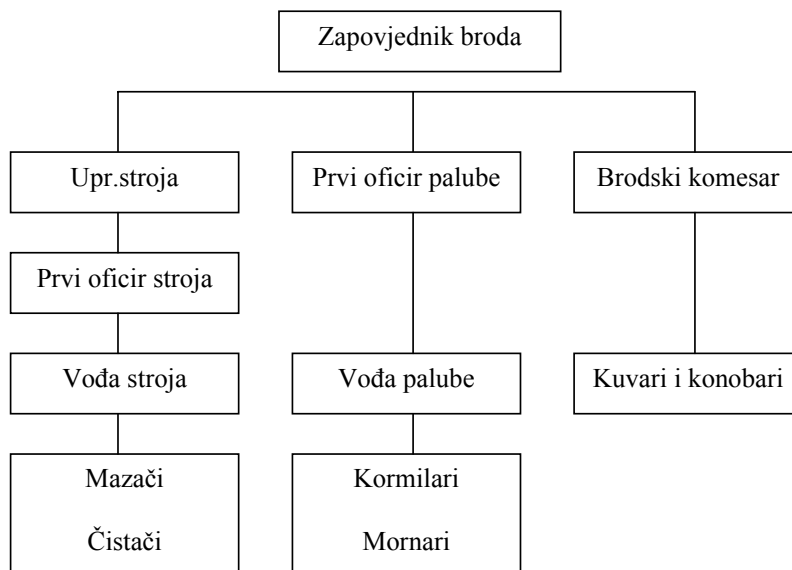 Zapovjednik broda
Upr.stroja
Prvi oficir palube
Brodski komesar
Prvi oficir stroja
Vođa stroja
Vođa palube
Kuvari i konobari
Mazači
Čistači
Kormilari
Mornari